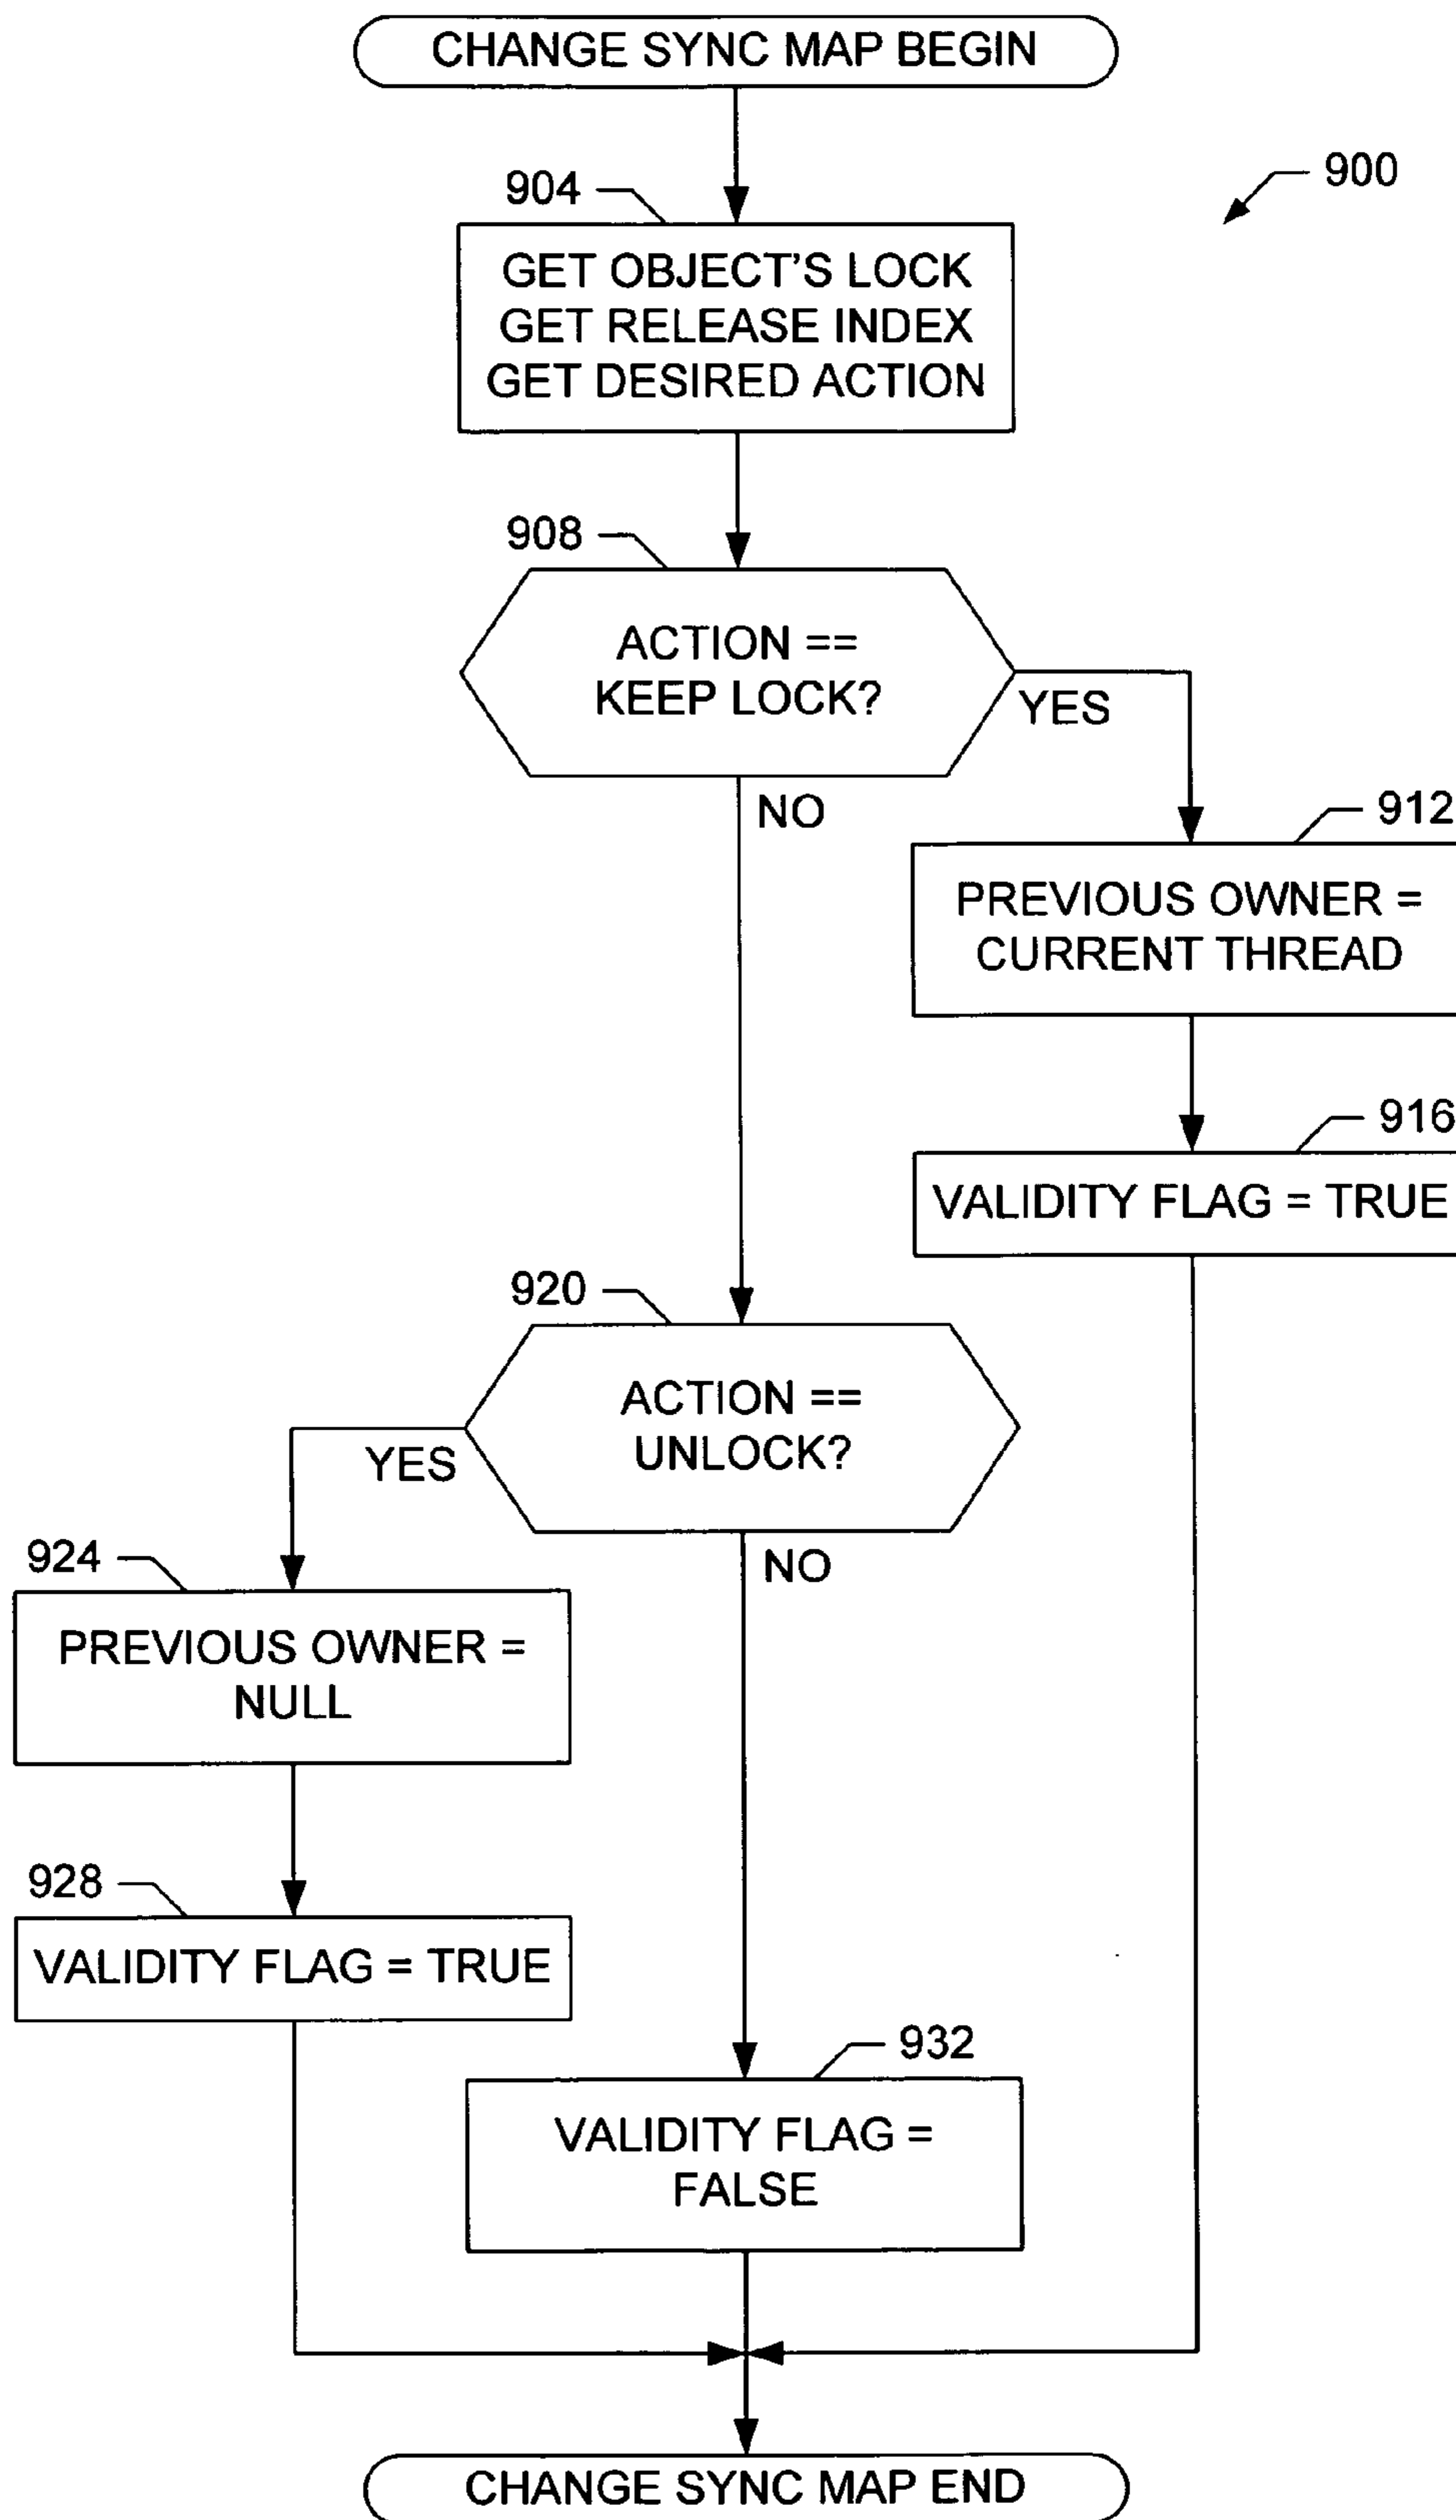 CHANGE SYNC MAP BEGIN
900
904
GET OBJECT'S LOCK
GET RELEASE INDEX
GET DESIRED ACTION
908
ACTION ==
KEEP LOCK?
YES
NO
912
PREVIOUS OWNER =
CURRENT THREAD
916
VALIDITY FLAG = TRUE
920
ACTION ==
UNLOCK?
YES
NO
924
PREVIOUS OWNER =
NULL
928
VALIDITY FLAG = TRUE
932
VALIDITY FLAG =
FALSE
CHANGE SYNC MAP END